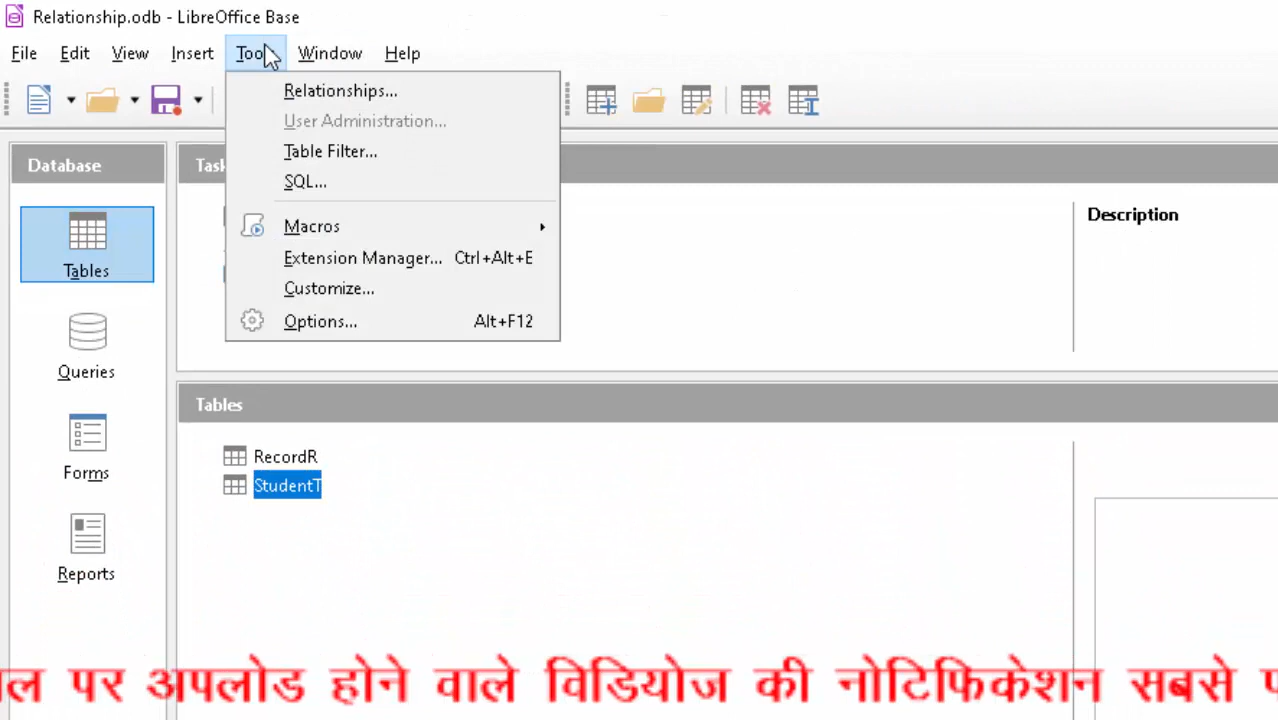 Relationship.odb - LibreOffice Base
File Edit View Insert Window Help
Relationships...
User Administration...
Table Filter...
SQL...
Macros
Extension Manager... Ctrl+Alt+E
Customize...
Options... Alt+F12
Database
Tables
Queries
Forms
Reports
Description
Tables
RecordR
StudentT
पर अपलोड होने वाले विडियोज की नोटिफिकेशन सबसे